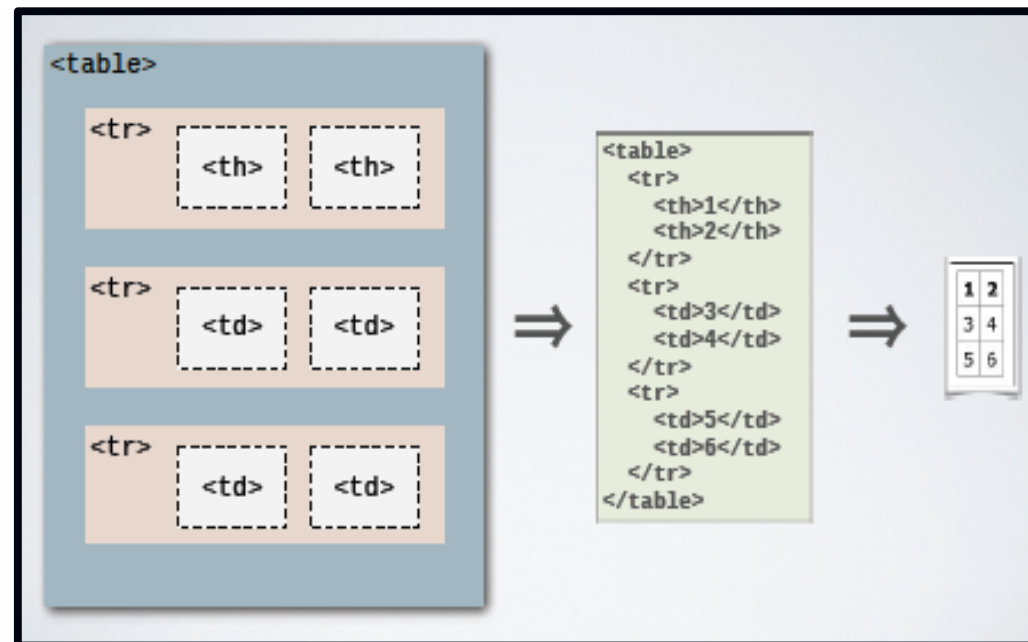 <table>
<tr>
<th> <th>
<tr>
<td> <td>
<tr>
<td> <td>
⇒
<table>
<tr>
<th>1</th>
<th>2</th>
</tr>
<tr>
<td>3</td>
<td>4</td>
</tr>
<tr>
<td>5</td>
<td>6</td>
</tr>
</table>
⇒
1 2
3 4
5 6